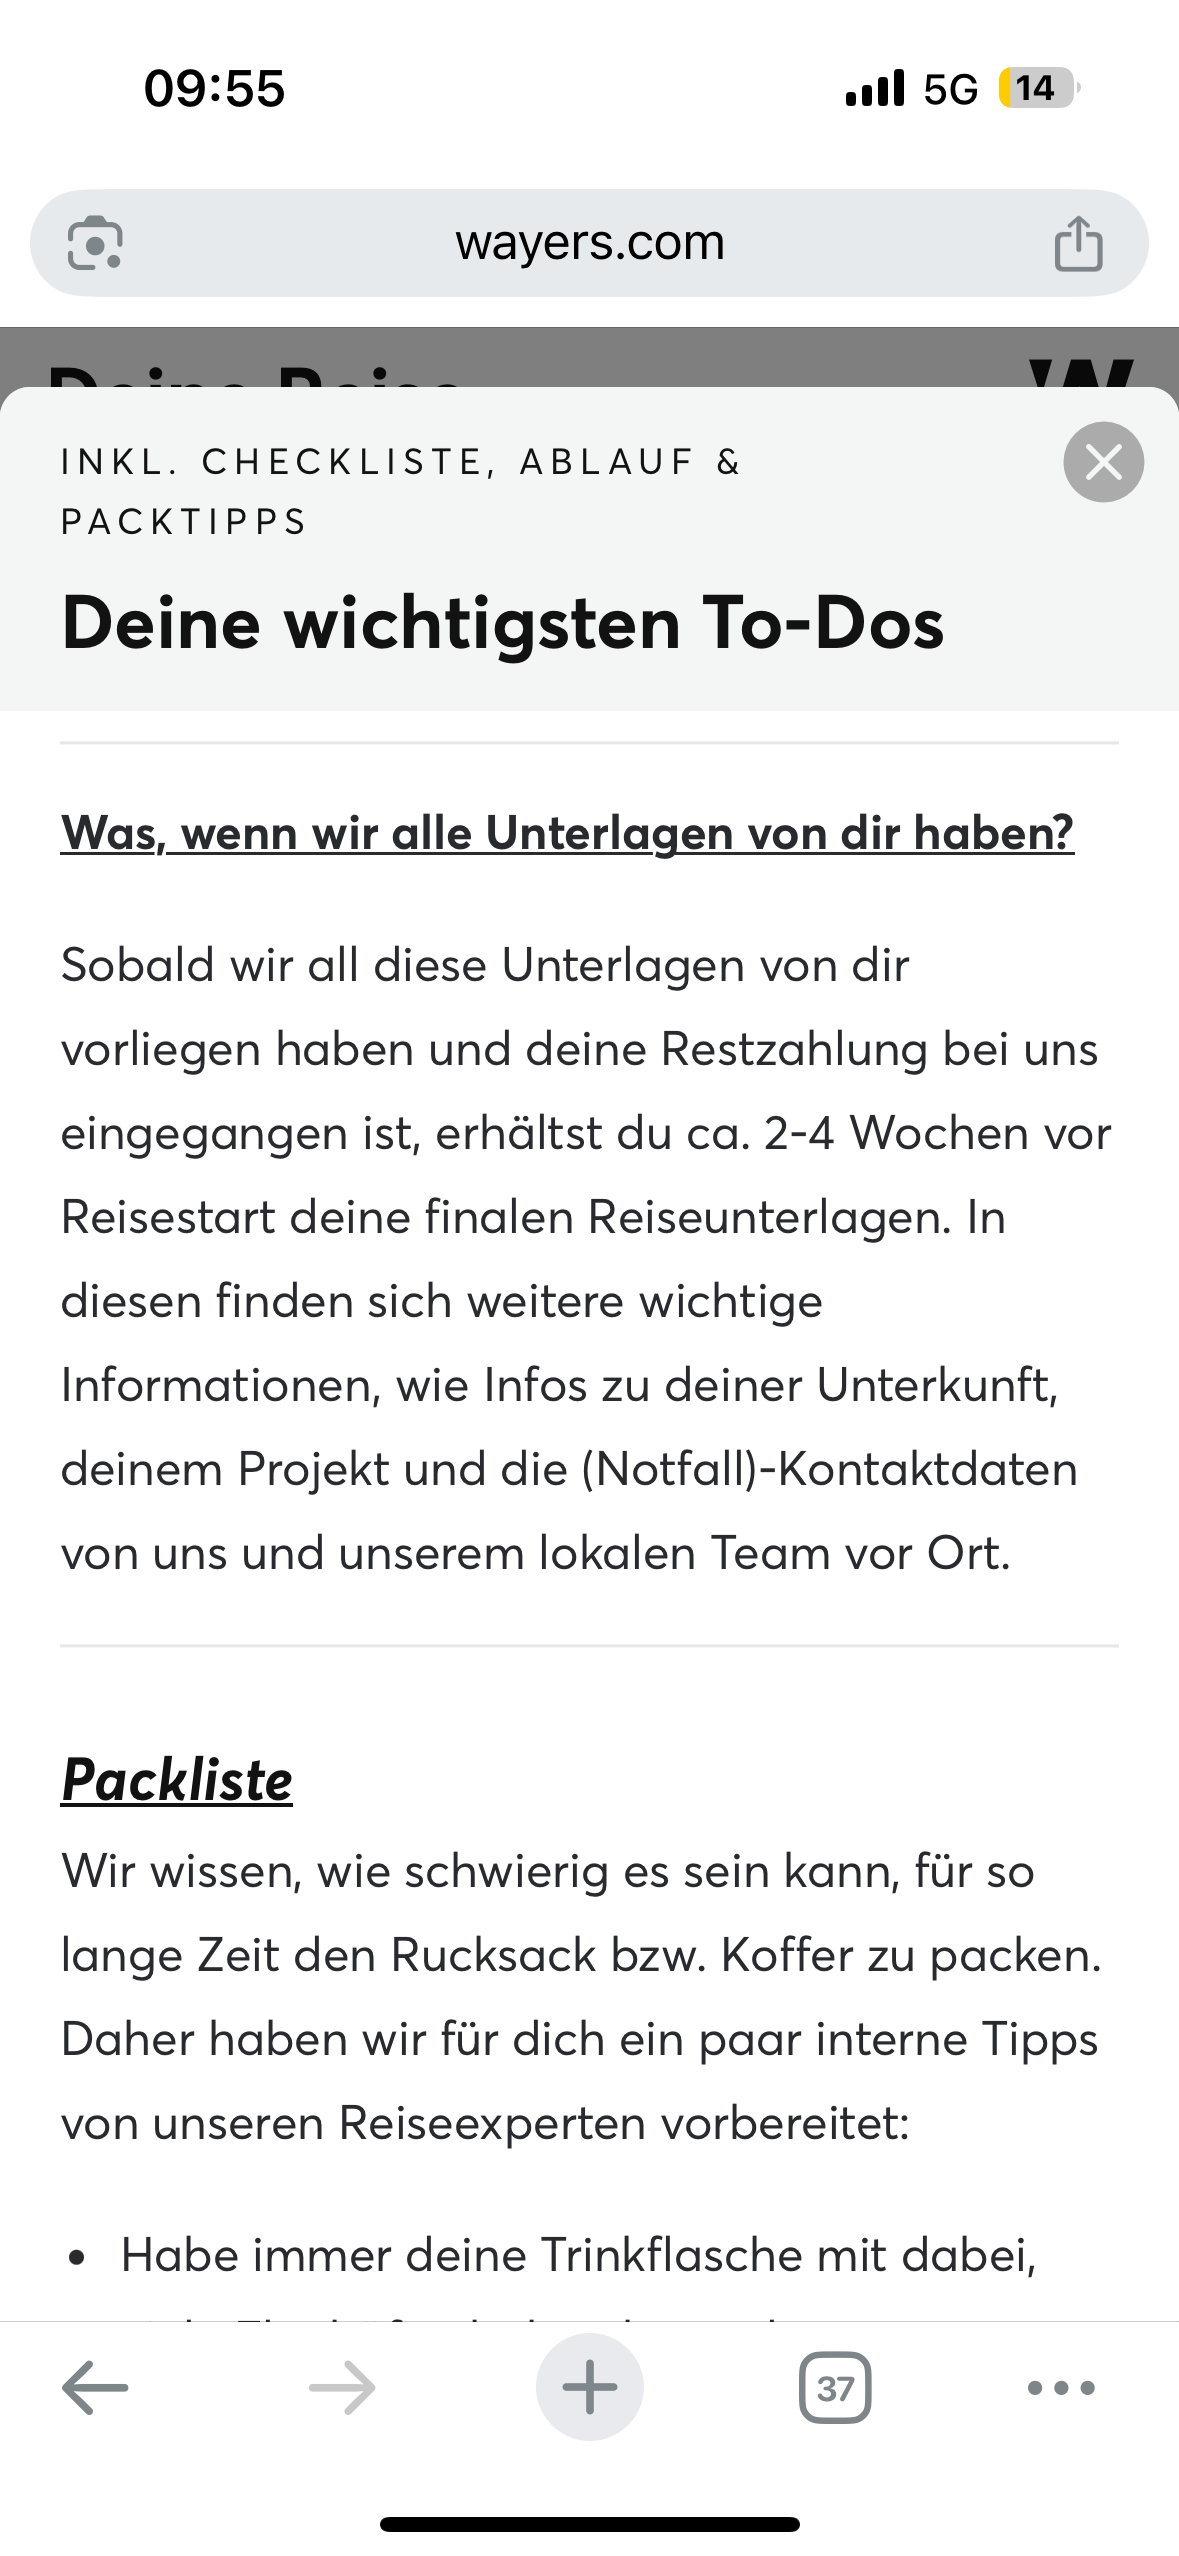 09:55
5G
14
wayers.com
Deine Reise
W
INKL. CHECKLISTE, ABLAUF &
PACKTIPPS
Deine wichtigsten To-Dos
Was, wenn wir alle Unterlagen von dir haben?
Sobald wir all diese Unterlagen von dir
vorliegen haben und deine Restzahlung bei uns
eingegangen ist, erhältst du ca. 2-4 Wochen vor
Reisestart deine finalen Reiseunterlagen. In
diesen finden sich weitere wichtige
Informationen, wie Infos zu deiner Unterkunft,
deinem Projekt und die (Notfall)-Kontaktdaten
von uns und unserem lokalen Team vor Ort.
Packliste
Wir wissen, wie schwierig es sein kann, für so
lange Zeit den Rucksack bzw. Koffer zu packen.
Daher haben wir für dich ein paar interne Tipps
von unseren Reiseexperten vorbereitet:
• Habe immer deine Trinkflasche mit dabei,
37